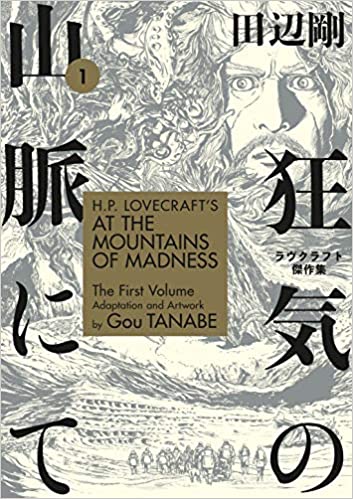 田辺剛
狂気の
山脈にて
1
ラヴクラフト
傑作集
H.P. LOVECRAFT'S
AT THE
MOUNTAINS
OF MADNESS
The First Volume
Adaptation and Artwork
by Gou TANABE